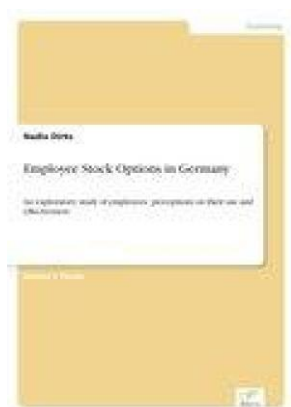 Nadia Dirks
Employee Stock Options in Germany
An exploratory study of employees' perceptions on their use and
effectiveness